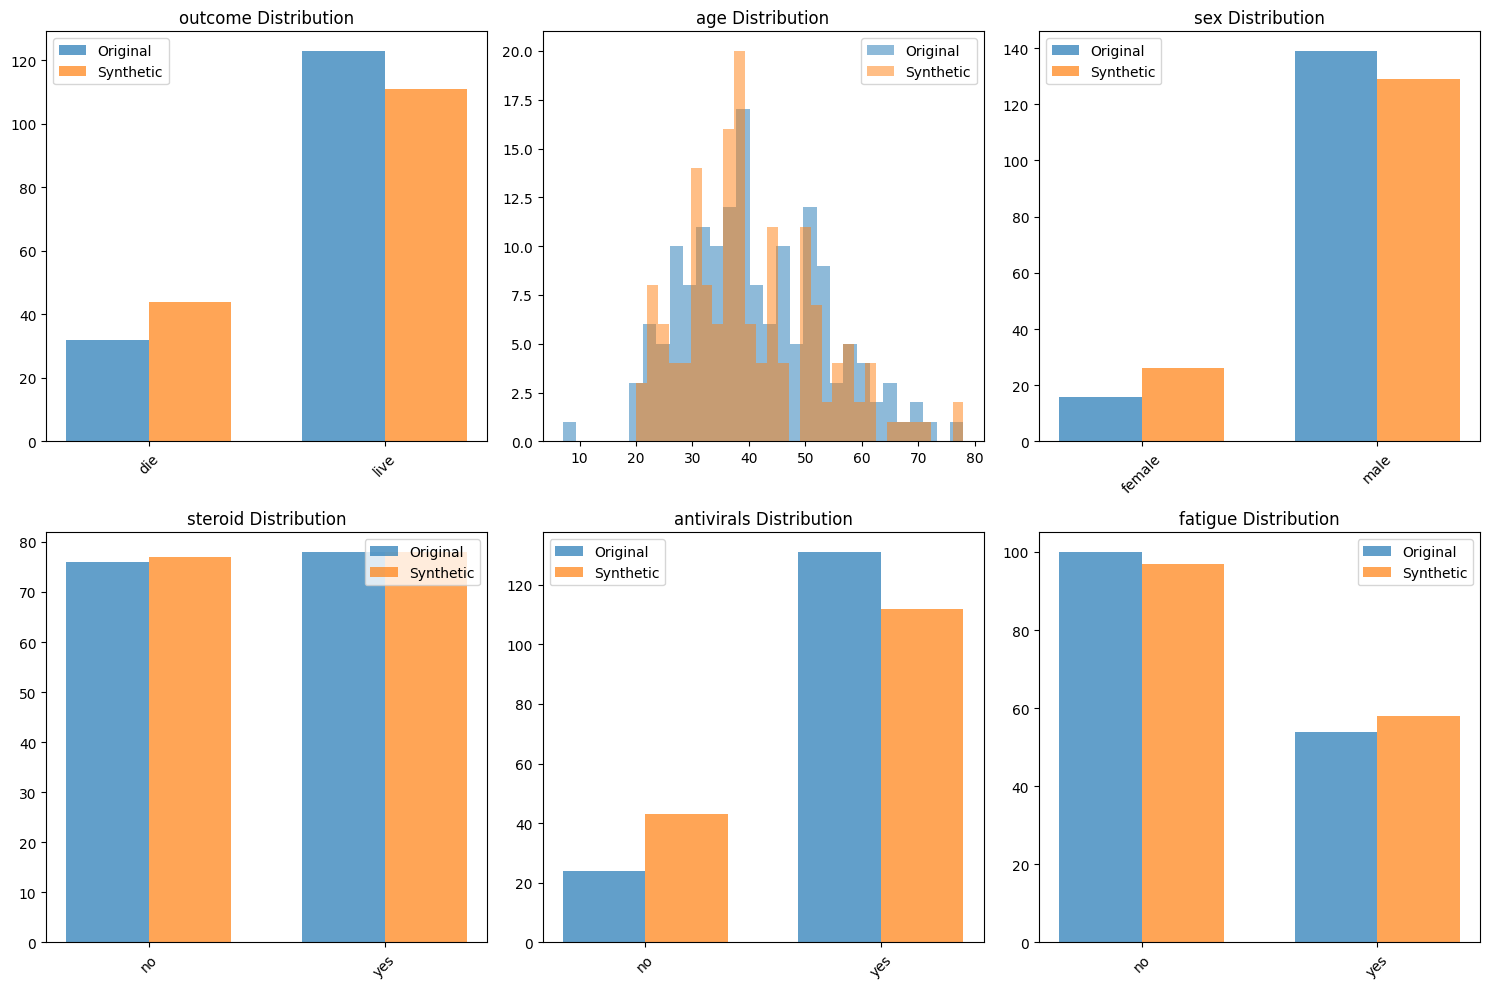 outcome Distribution
Original
Synthetic
120
100
80
60
40
20
0
die
live
age Distribution
Original
Synthetic
20.0
17.5
15.0
12.5
10.0
7.5
5.0
2.5
0.0
10 20 30 40 50 60 70 80
sex Distribution
Original
Synthetic
140
120
100
80
60
40
20
0
female
male
steroid Distribution
Original
Synthetic
80
70
60
50
40
30
20
10
0
no
yes
antivirals Distribution
Original
Synthetic
120
100
80
60
40
20
0
no
yes
fatigue Distribution
Original
Synthetic
100
80
60
40
20
0
no
yes